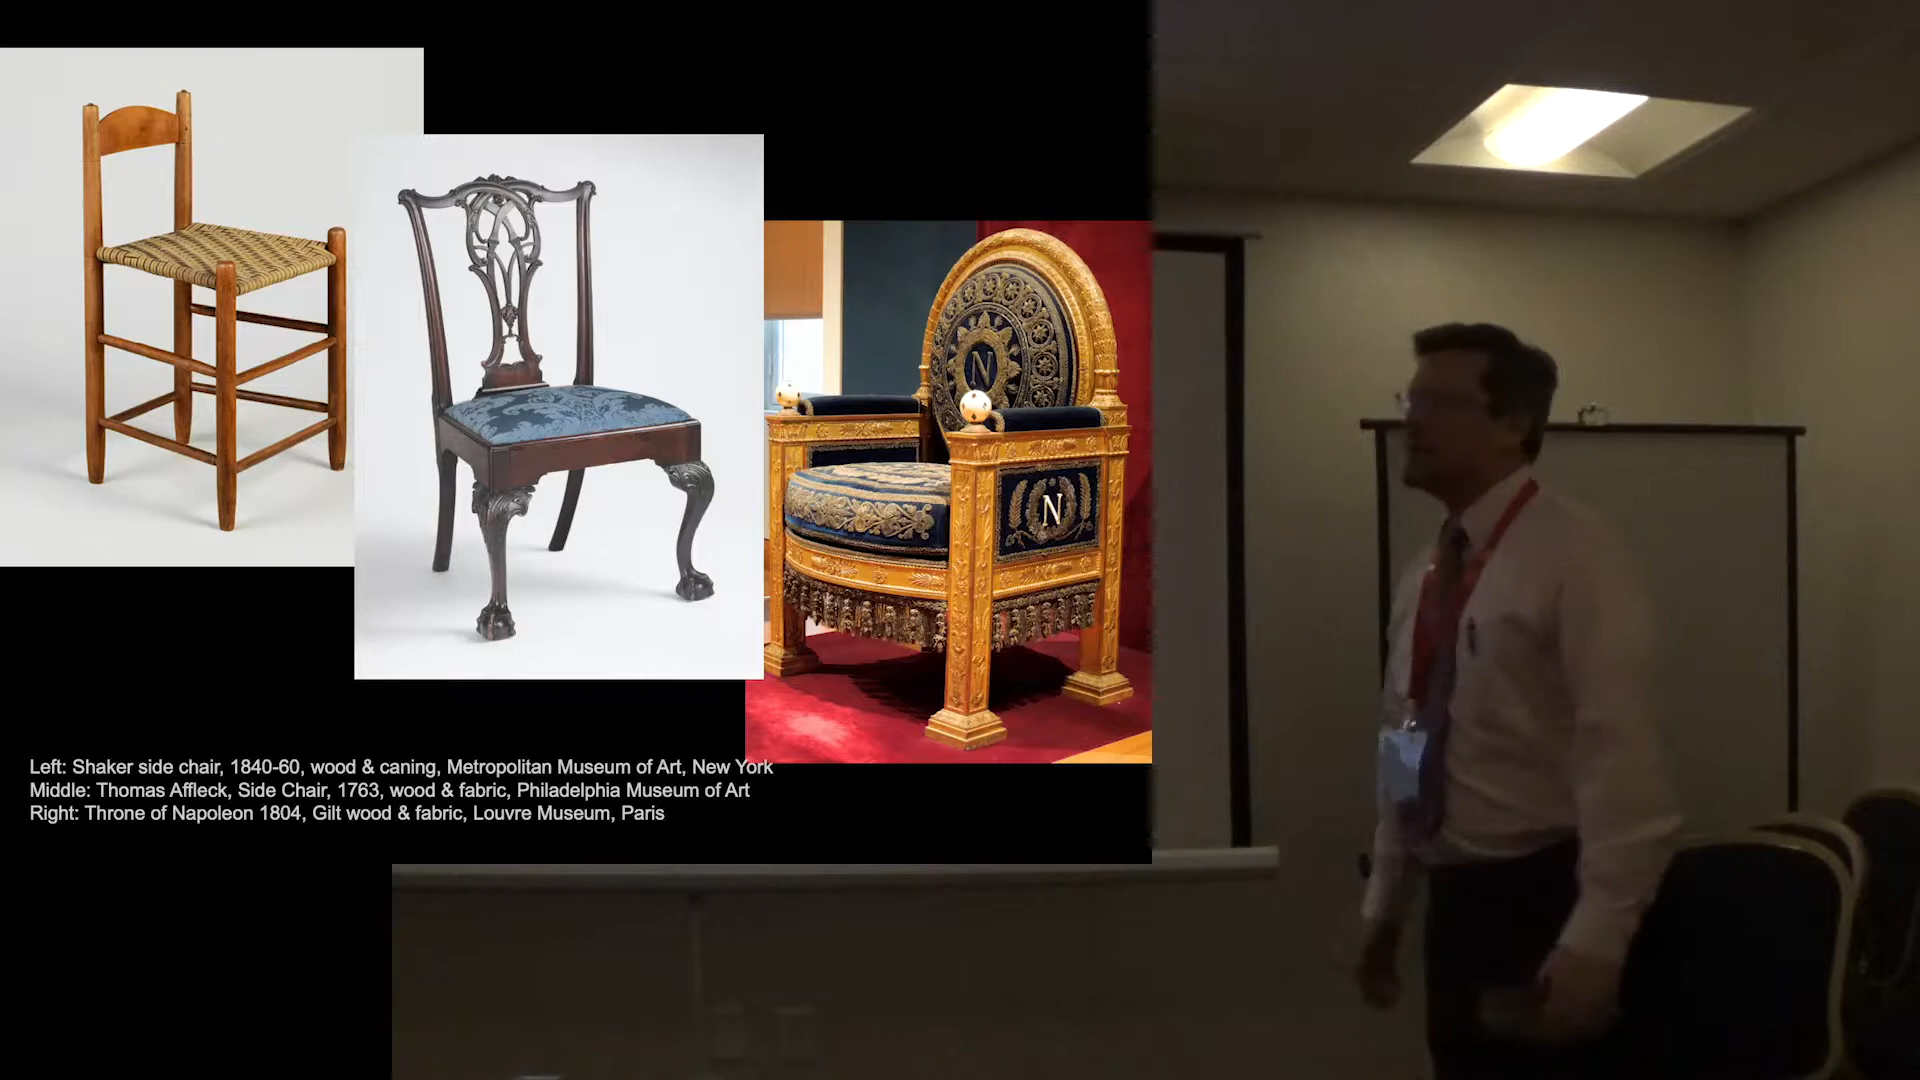 N
N
Left: Shaker side chair, 1840-60, wood & caning, Metropolitan Museum of Art, New York
Middle: Thomas Affleck, Side Chair, 1763, wood & fabric, Philadelphia Museum of Art
Right: Throne of Napoleon 1804, Gilt wood & fabric, Louvre Museum, Paris